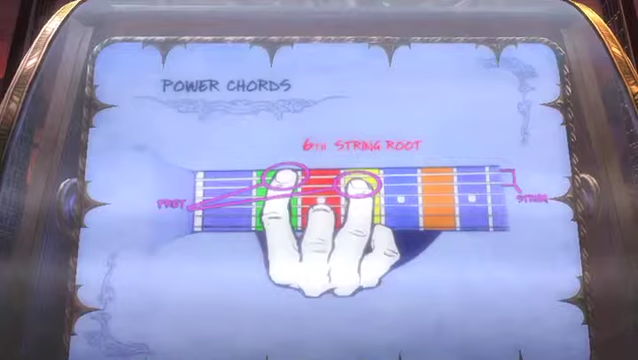 POWER CHORDS
6TH STRING ROOT
FRET
STRING